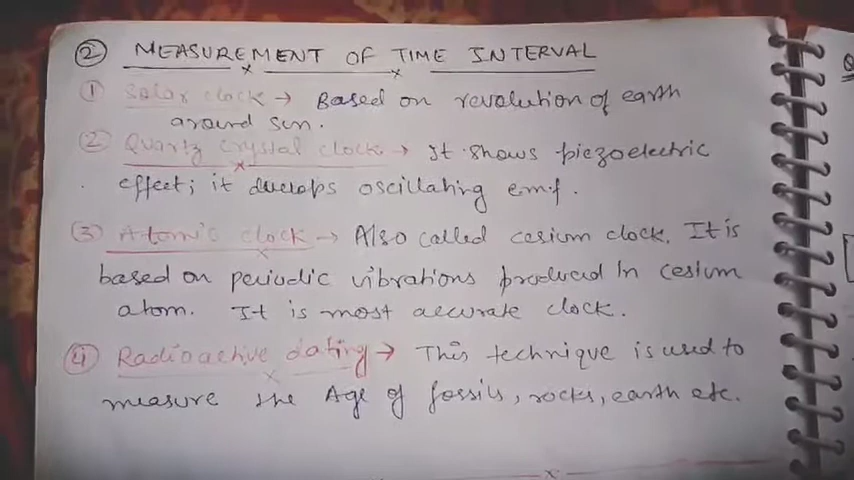 ② MEASUREMENT OF TIME INTERVAL
① Solar clock → Based on revolution of earth
around sun.
② Quartz crystal clock → It shows piezoelectric
effect; it develops oscillating emf.
③ Atomic clock → Also called cesium clock. It is
based on periodic vibrations produced in cesium
atom. It is most accurate clock.
④ Radioactive dating → This technique is used to
measure the Age of fossils, rocks, earth etc.